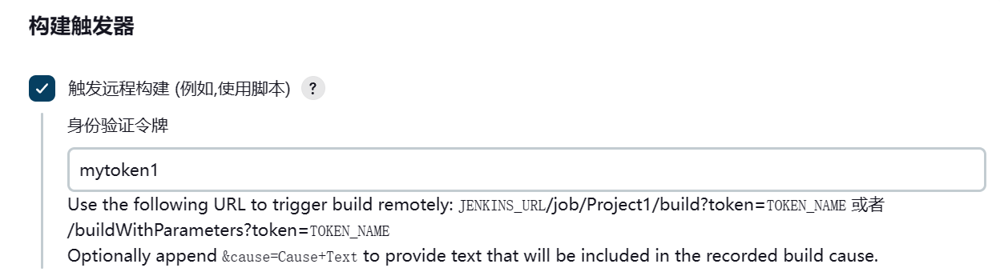 构建触发器
触发远程构建 (例如,使用脚本) ?
身份验证令牌
mytoken1
Use the following URL to trigger build remotely: JENKINS_URL/job/Project1/build?token=TOKEN_NAME 或者
/buildWithParameters?token=TOKEN_NAME
Optionally append &cause=Cause+Text to provide text that will be included in the recorded build cause.